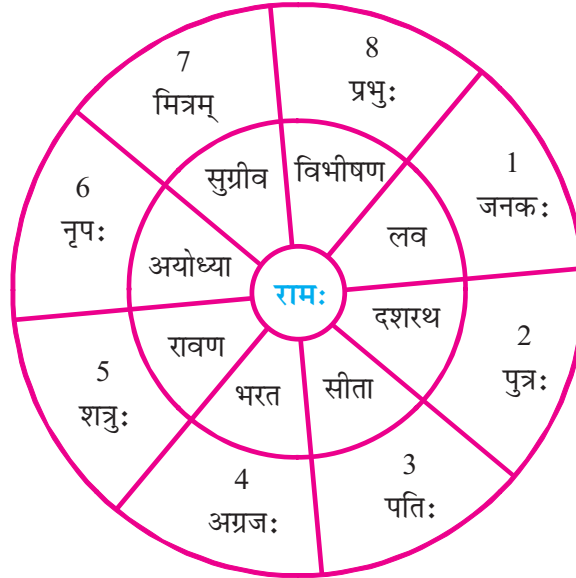 8
प्रभुः
1
जनकः
2
पुत्रः
3
पतिः
4
अग्रजः
5
शत्रुः
6
नृपः
7
मित्रम्
विभीषण
लव
दशरथ
सीता
भरत
रावण
अयोध्या
सुग्रीव
रामः